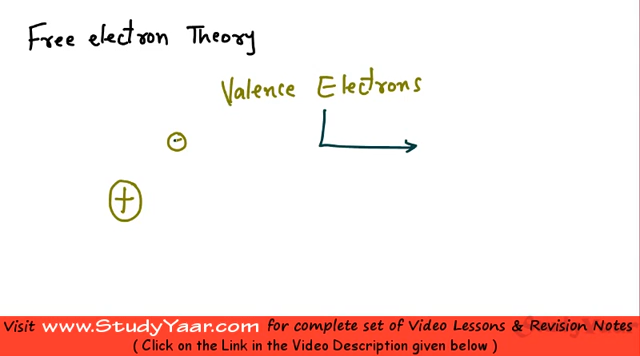 Free electron Theory
Valence Electrons
−
+
Visit www.StudyYaar.com for complete set of Video Lessons & Revision Notes
( Click on the Link in the Video Description given below )